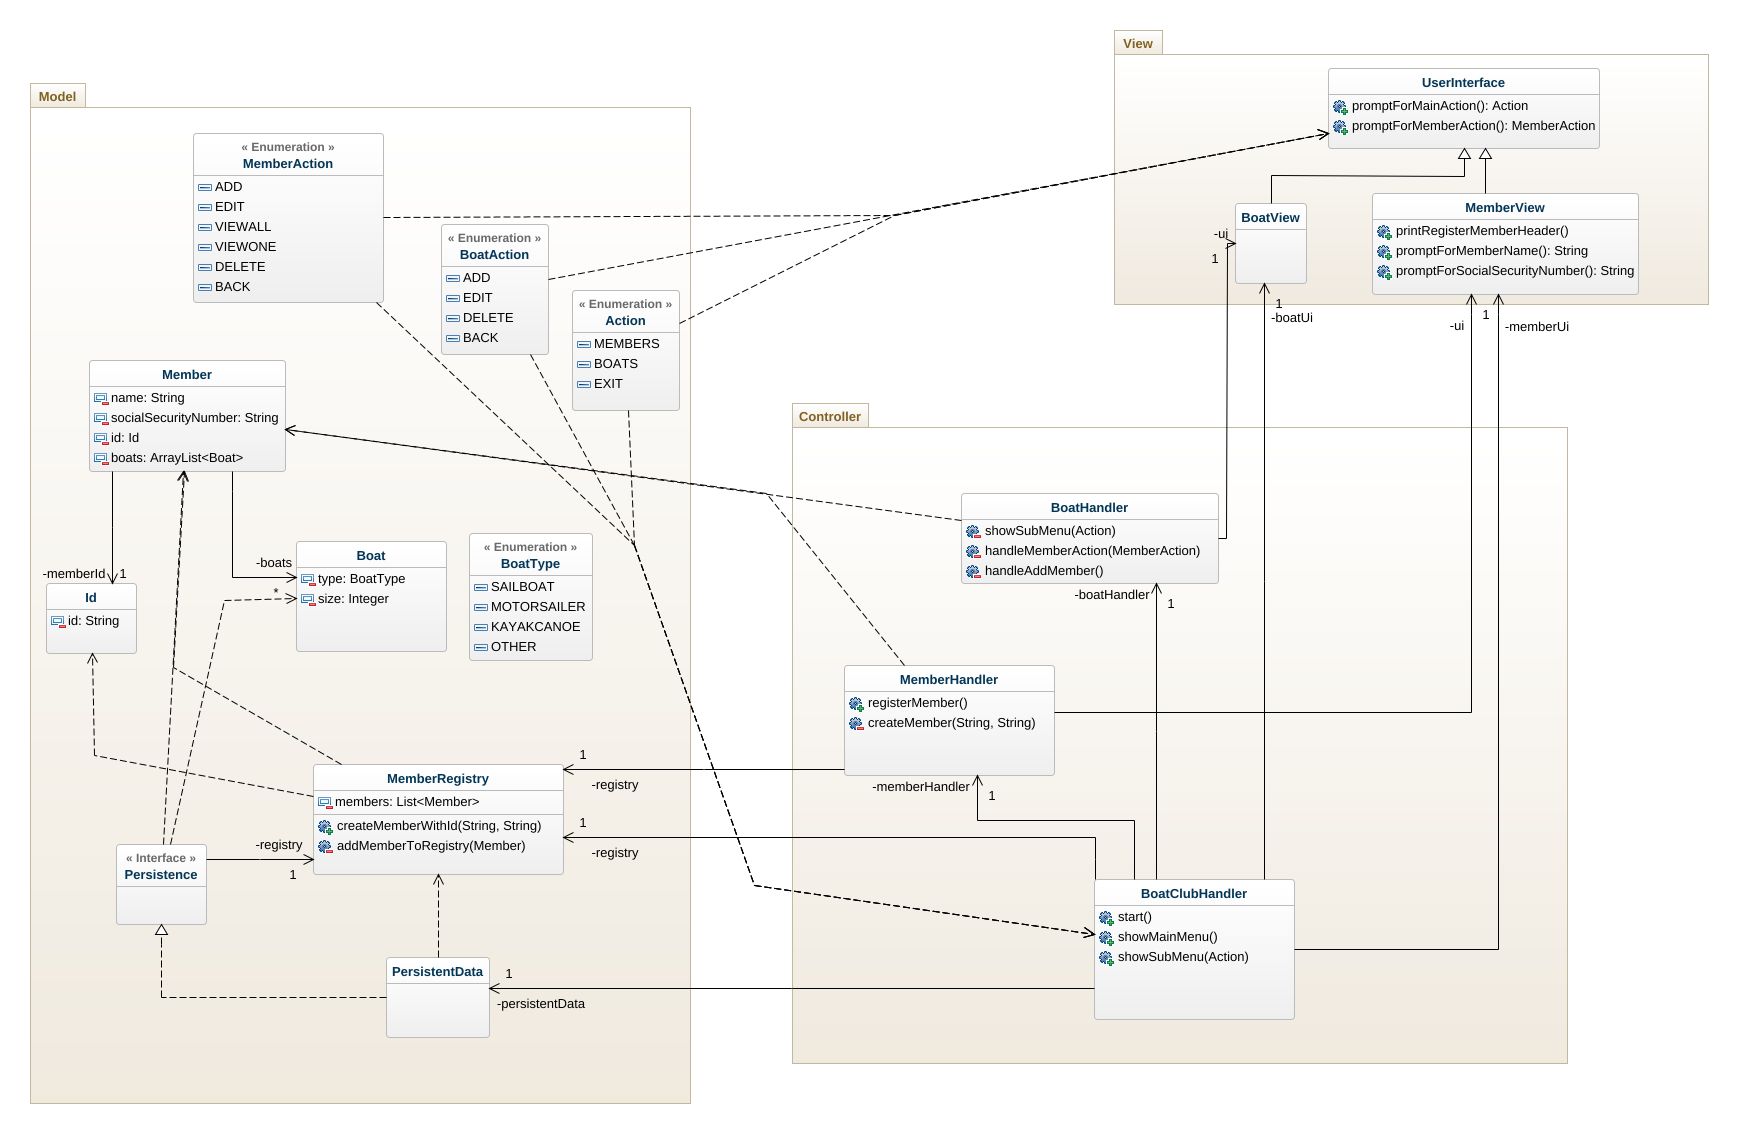 View
UserInterface
promptForMainAction(): Action
promptForMemberAction(): MemberAction
BoatView
MemberView
printRegisterMemberHeader()
promptForMemberName(): String
promptForSocialSecurityNumber(): String
-ui
1
1
-boatUi
-ui
1
-memberUi
Model
« Enumeration »
MemberAction
ADD
EDIT
VIEWALL
VIEWONE
DELETE
BACK
« Enumeration »
BoatAction
ADD
EDIT
DELETE
BACK
« Enumeration »
Action
MEMBERS
BOATS
EXIT
Member
name: String
socialSecurityNumber: String
id: Id
boats: ArrayList<Boat>
-memberId
1
-boats
*
Id
id: String
Boat
type: BoatType
size: Integer
« Enumeration »
BoatType
SAILBOAT
MOTORSAILER
KAYAKCANOE
OTHER
MemberRegistry
members: List<Member>
createMemberWithId(String, String)
addMemberToRegistry(Member)
-registry
1
« Interface »
Persistence
PersistentData
1
-registry
1
-registry
1
-persistentData
Controller
BoatHandler
showSubMenu(Action)
handleMemberAction(MemberAction)
handleAddMember()
-boatHandler
1
MemberHandler
registerMember()
createMember(String, String)
-memberHandler
1
BoatClubHandler
start()
showMainMenu()
showSubMenu(Action)